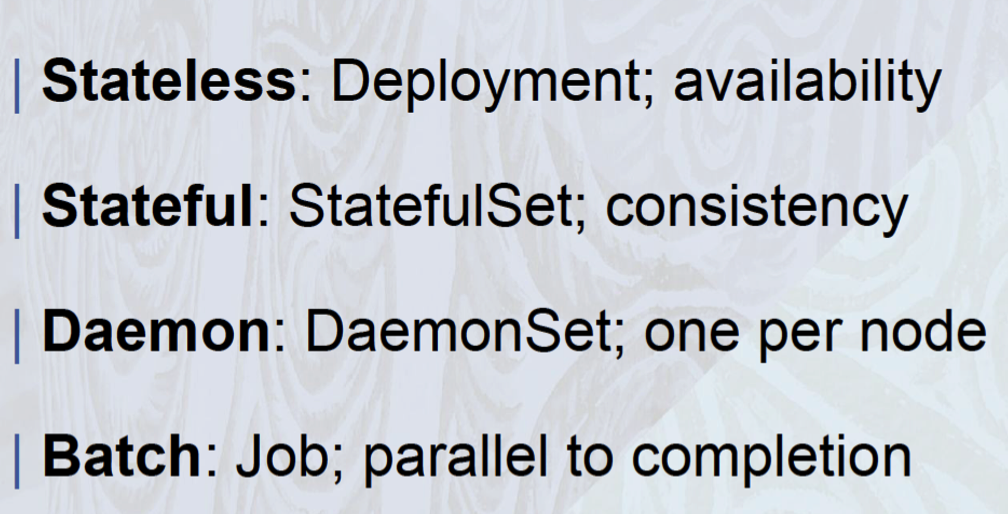 Stateless: Deployment; availability
Stateful: StatefulSet; consistency
Daemon: DaemonSet; one per node
Batch: Job; parallel to completion